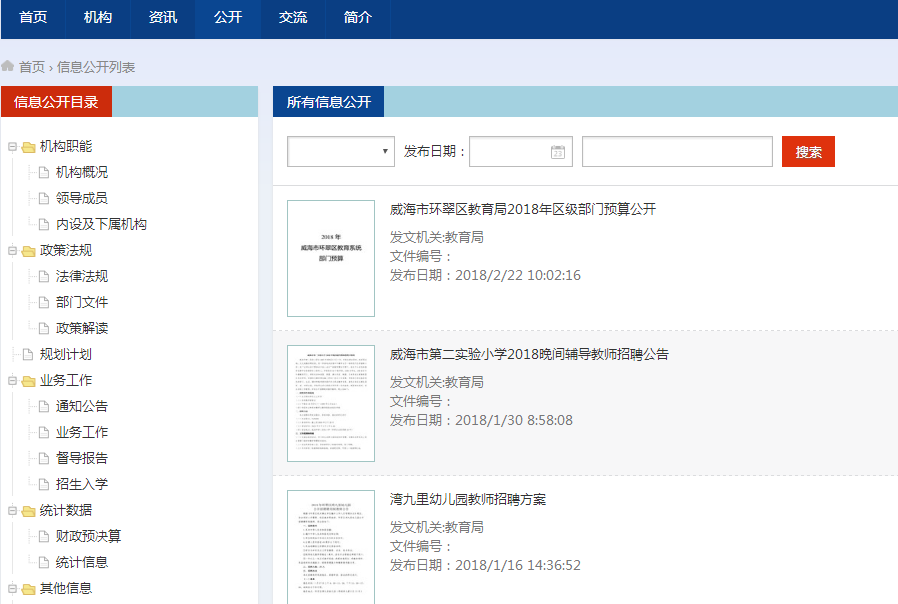 首页 机构 资讯 公开 交流 简介
首页 › 信息公开列表
信息公开目录
机构职能
机构概况
领导成员
内设及下属机构
政策法规
法律法规
部门文件
政策解读
规划计划
业务工作
通知公告
业务工作
督导报告
招生入学
统计数据
财政预决算
统计信息
其他信息
所有信息公开
发布日期： 23 搜索
2018 年
威海市环翠区教育系统
部门预算
威海市环翠区教育局2018年区级部门预算公开
发文机关:教育局
文件编号：
发布日期：2018/2/22 10:02:16
威海市第二实验小学2018晚间辅导教师招聘公告
发文机关:教育局
文件编号：
发布日期：2018/1/30 8:58:08
湾九里幼儿园教师招聘方案
发文机关:教育局
文件编号：
发布日期：2018/1/16 14:36:52